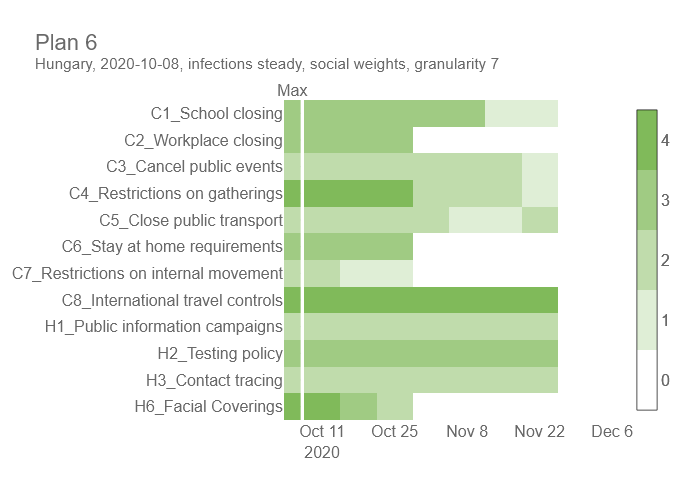 Plan 6
Hungary, 2020-10-08, infections steady, social weights, granularity 7
Max
C1_School closing
C2_Workplace closing
C3_Cancel public events
C4_Restrictions on gatherings
C5_Close public transport
C6_Stay at home requirements
C7_Restrictions on internal movement
C8_International travel controls
H1_Public information campaigns
H2_Testing policy
H3_Contact tracing
H6_Facial Coverings
Oct 11 Oct 25 Nov 8 Nov 22 Dec 6
2020
4
3
2
1
0